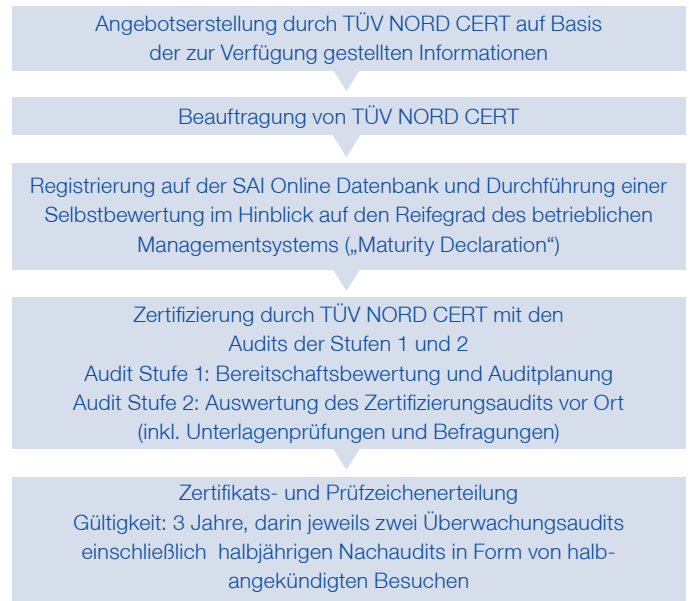 Angebotserstellung durch TÜV NORD CERT auf Basis
der zur Verfügung gestellten Informationen
Beauftragung von TÜV NORD CERT
Registrierung auf der SAI Online Datenbank und Durchführung einer
Selbstbewertung im Hinblick auf den Reifegrad des betrieblichen
Managementsystems („Maturity Declaration“)
Zertifizierung durch TÜV NORD CERT mit den
Audits der Stufen 1 und 2
Audit Stufe 1: Bereitschaftsbewertung und Auditplanung
Audit Stufe 2: Auswertung des Zertifizierungsaudits vor Ort
(inkl. Unterlagenprüfungen und Befragungen)
Zertifikats- und Prüfzeichenerteilung
Gültigkeit: 3 Jahre, darin jeweils zwei Überwachungsaudits
einschließlich halbjährigen Nachaudits in Form von halb-
angekündigten Besuchen